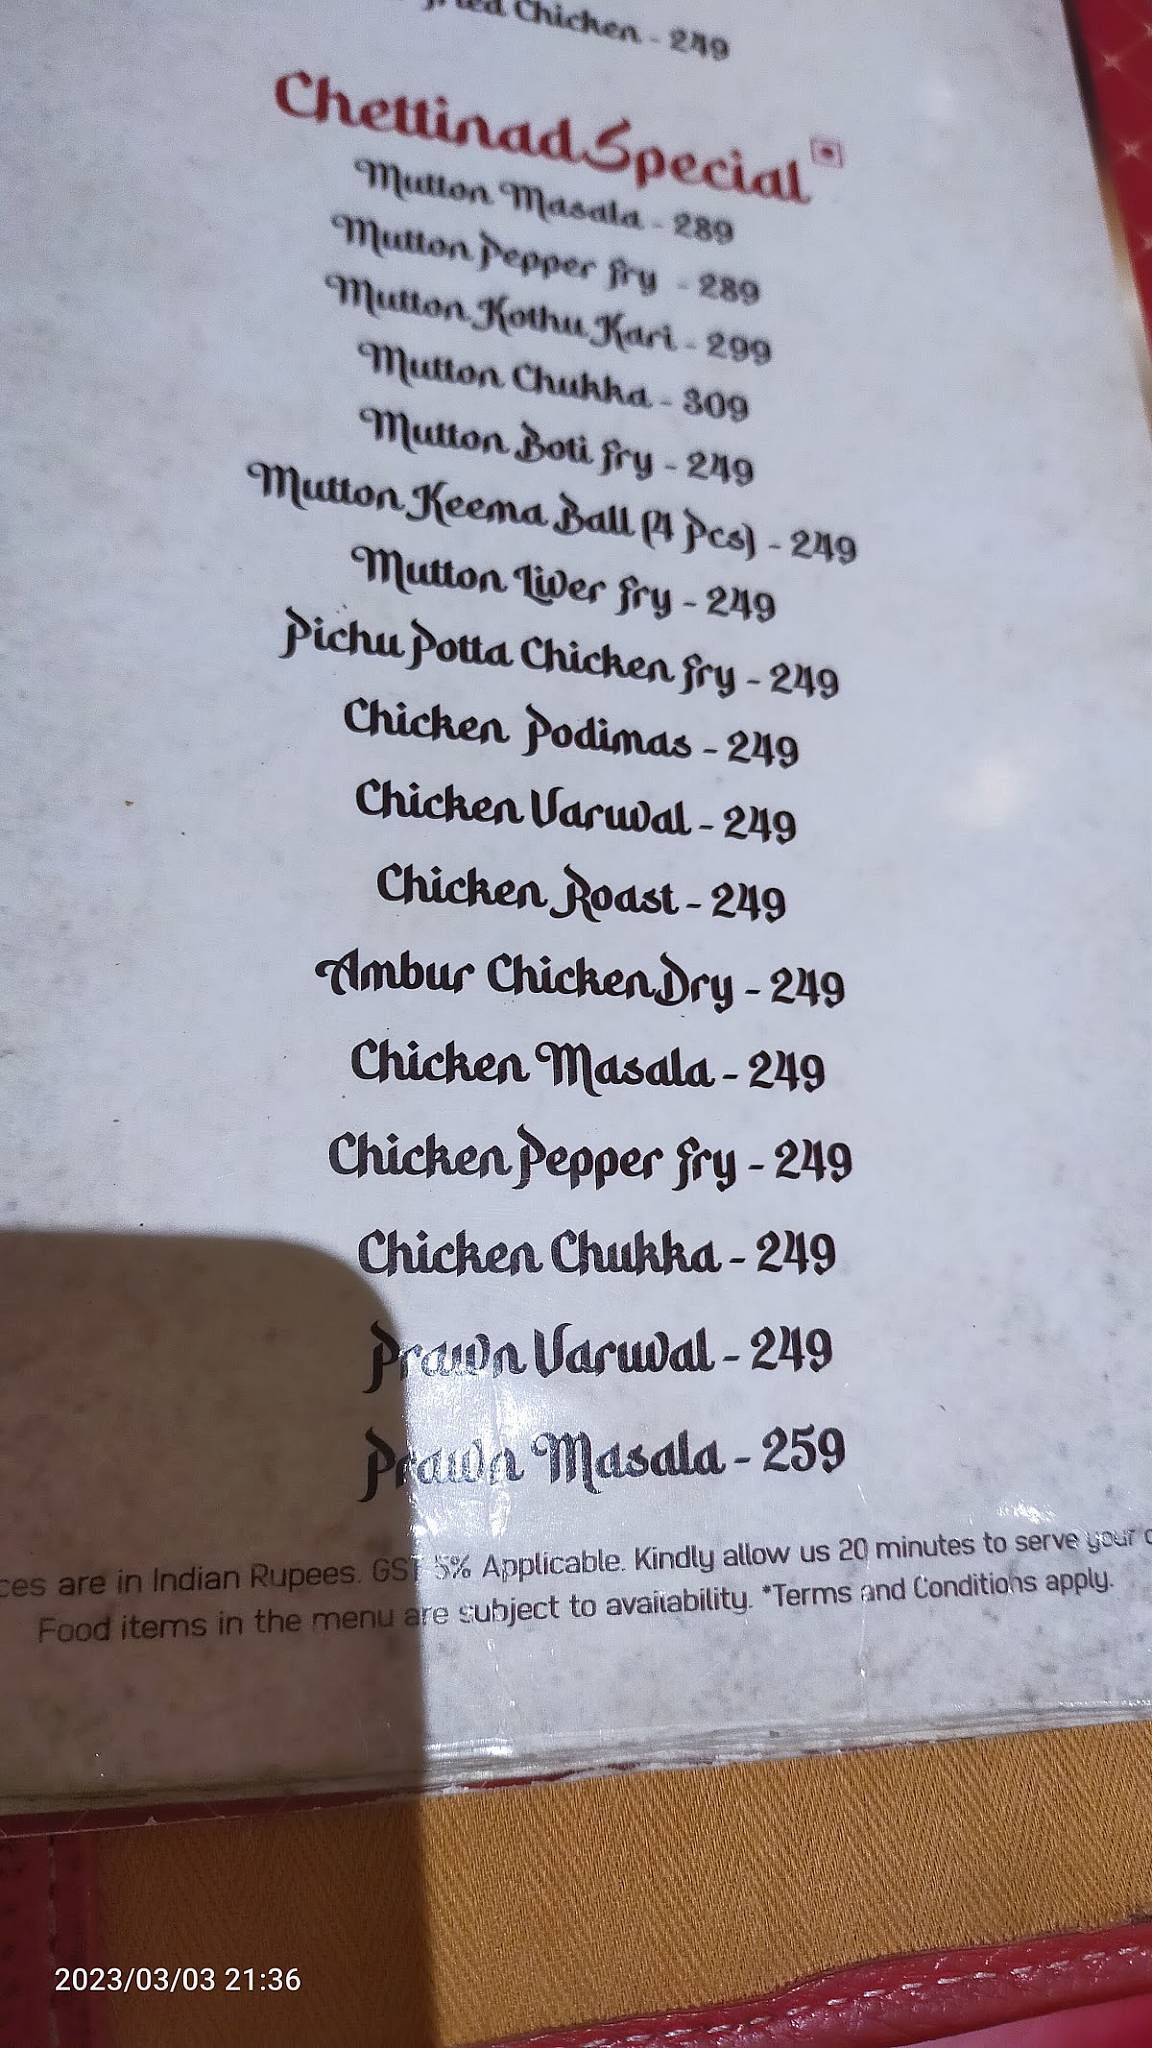 Fried Chicken - 249
Chettinad Special
Mutton Masala - 289
Mutton Pepper fry - 289
Mutton Kothu Kari - 299
Mutton Chukka - 309
Mutton Boti fry - 249
Mutton Keema Ball (4 Pcs) - 249
Mutton Liver fry - 249
Pichu Potta Chicken fry - 249
Chicken Podimas - 249
Chicken Varuval - 249
Chicken Roast - 249
Ambur Chicken Dry - 249
Chicken Masala - 249
Chicken Pepper fry - 249
Chicken Chukka - 249
Prawn Varuval - 249
Prawn Masala - 259
ces are in Indian Rupees. GST 5% Applicable. Kindly allow us 20 minutes to serve your
Food items in the menu are subject to availability. *Terms and Conditions apply.
2023/03/03 21:36